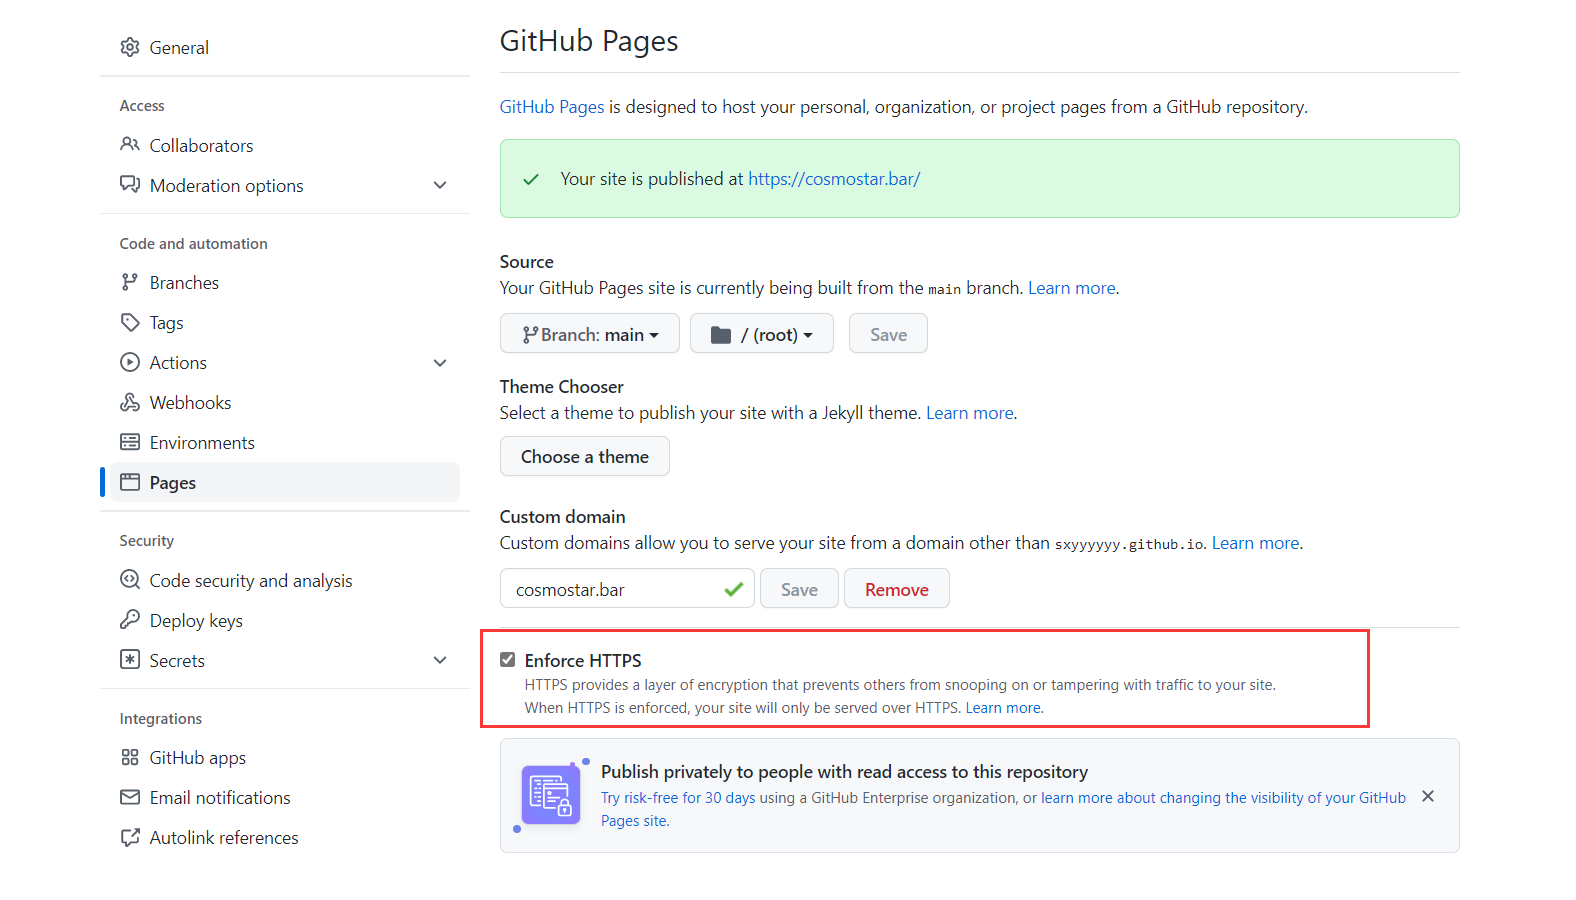 General
Access
Collaborators
Moderation options
Code and automation
Branches
Tags
Actions
Webhooks
Environments
Pages
Security
Code security and analysis
Deploy keys
Secrets
Integrations
GitHub apps
Email notifications
Autolink references
GitHub Pages
GitHub Pages is designed to host your personal, organization, or project pages from a GitHub repository.
Your site is published at https://cosmostar.bar/
Source
Your GitHub Pages site is currently being built from the main branch. Learn more.
Branch: main
/ (root)
Save
Theme Chooser
Select a theme to publish your site with a Jekyll theme. Learn more.
Choose a theme
Custom domain
Custom domains allow you to serve your site from a domain other than sxyyyyyy.github.io. Learn more.
cosmostar.bar
Save
Remove
Enforce HTTPS
HTTPS provides a layer of encryption that prevents others from snooping on or tampering with traffic to your site.
When HTTPS is enforced, your site will only be served over HTTPS. Learn more.
Publish privately to people with read access to this repository
Try risk-free for 30 days using a GitHub Enterprise organization, or learn more about changing the visibility of your GitHub
Pages site.